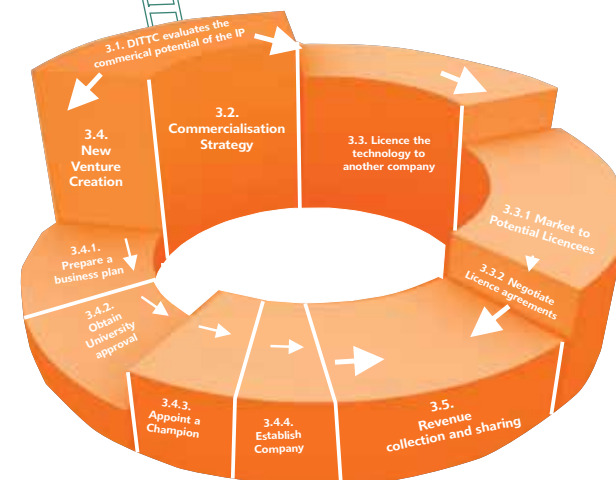 3.1. DITTC evaluates the
commerical potential of the IP
3.2.
Commercialisation
Strategy
3.3. Licence the
technology to
another company
3.4.
New
Venture
Creation
3.3.1 Market to
Potential Licencees
3.3.2 Negotiate
Licence agreements
3.4.1.
Prepare a
business plan
3.4.2.
Obtain
University
approval
3.4.3.
Appoint a
Champion
3.4.4.
Establish
Company
3.5.
Revenue
collection and sharing